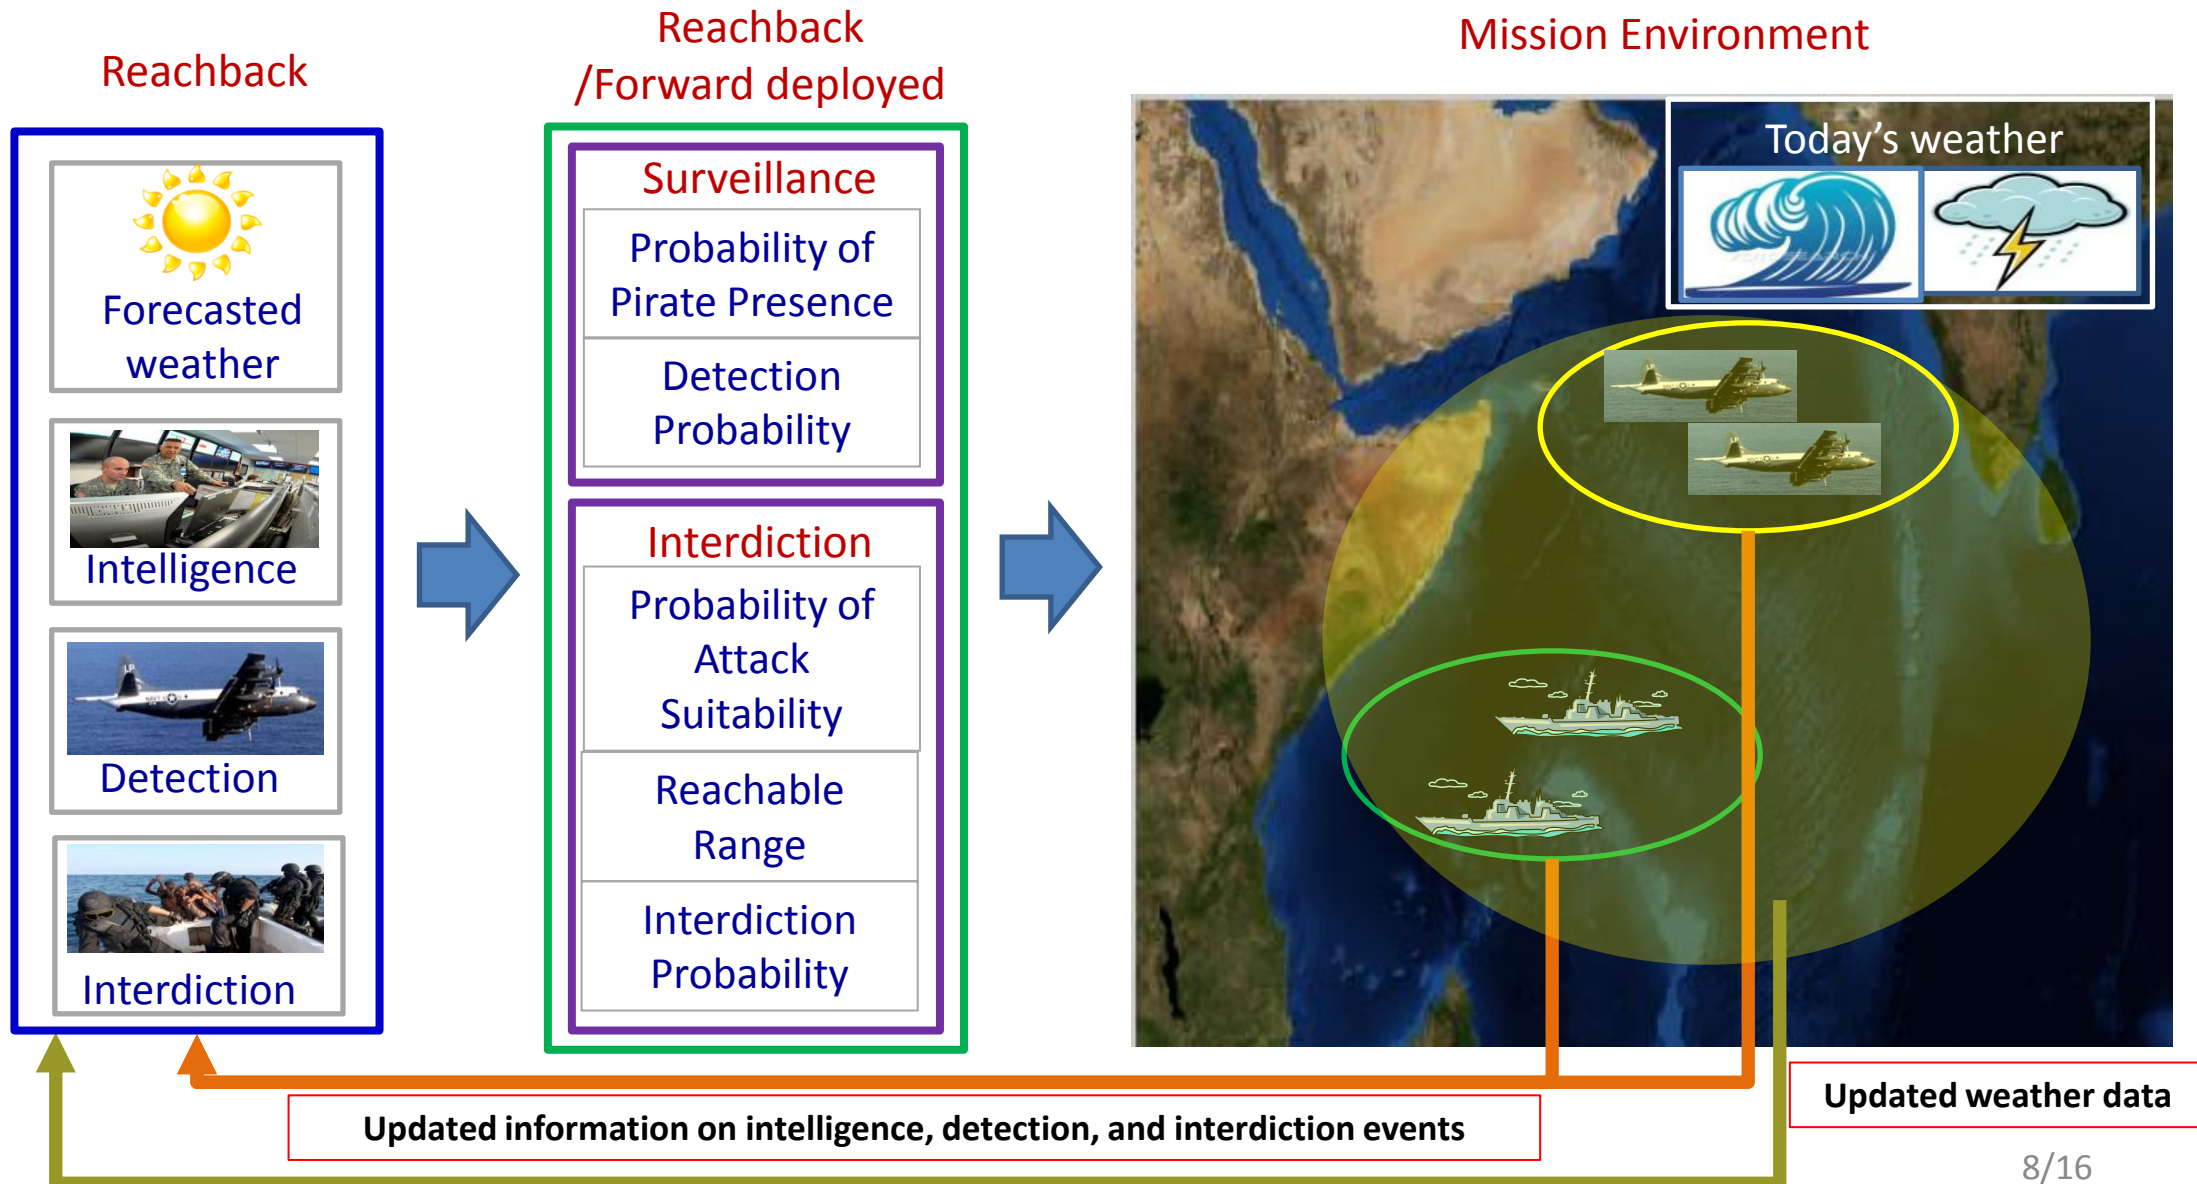 Reachback
Reachback
/Forward deployed
Mission Environment
Forecasted
weather
Intelligence
Detection
Interdiction
Surveillance
Probability of
Pirate Presence
Detection
Probability
Interdiction
Probability of
Attack
Suitability
Reachable
Range
Interdiction
Probability
Today's weather
Updated information on intelligence, detection, and interdiction events
Updated weather data
8/16